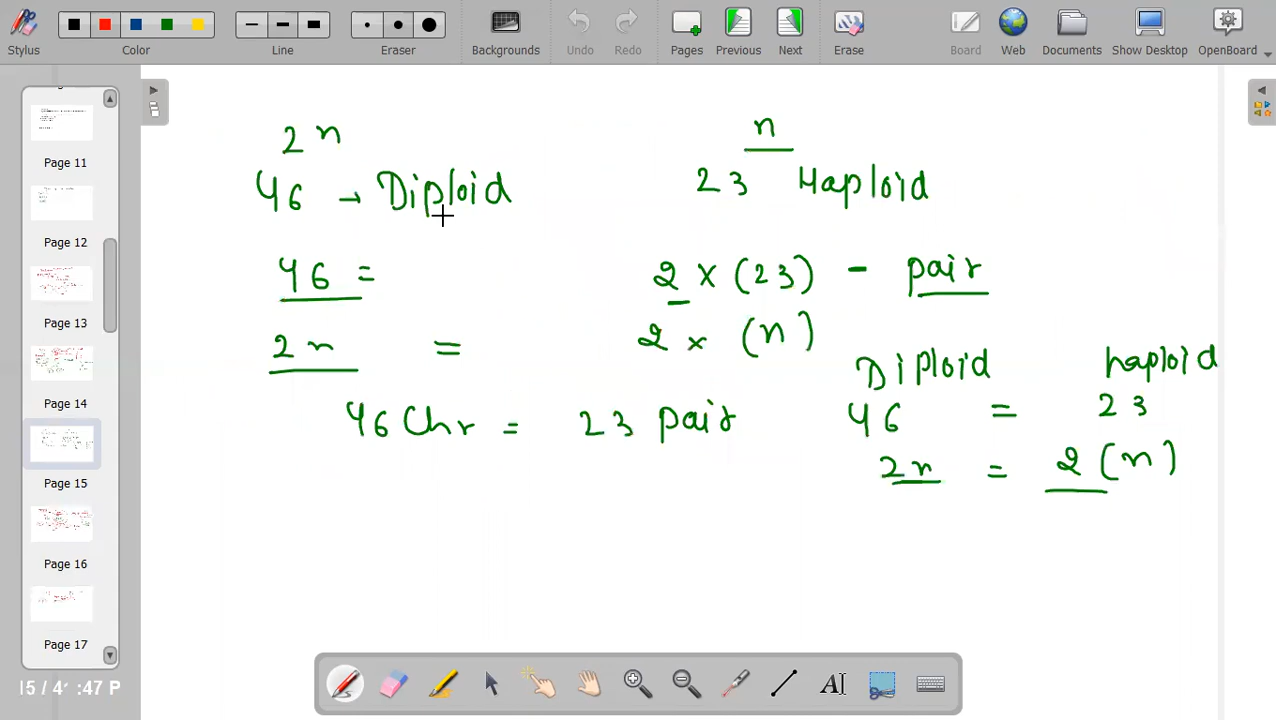 Stylus
Color
Line
Eraser
Backgrounds
Undo
Redo
Pages
Previous
Next
Erase
Board
Web
Documents
Show Desktop
OpenBoard
Page 11
Page 12
Page 13
Page 14
Page 15
Page 16
Page 17
2n
n
46 → Diploid
23 Haploid
46 =
2 × (23) - pair
2n = 2 × (n)
46 Chr = 23 pair
Diploid haploid
46 = 23
2n = 2 (n)